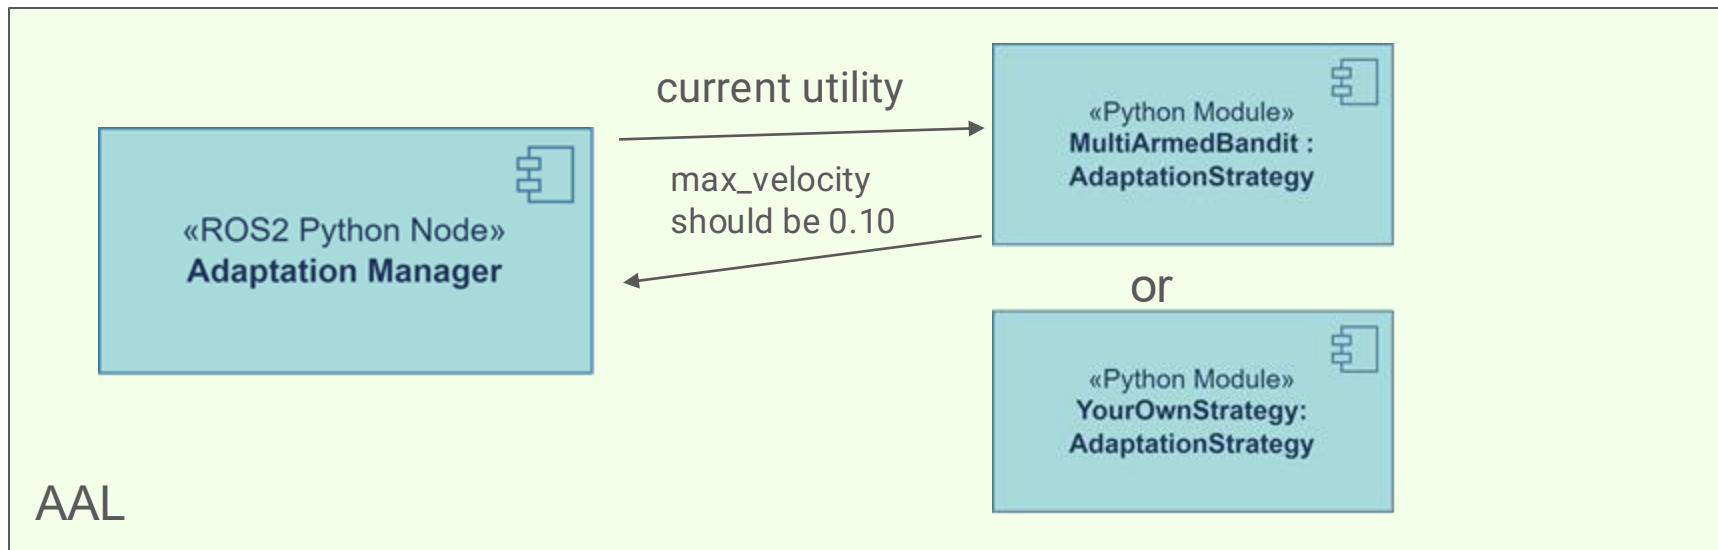 current utility
max_velocity
should be 0.10
«ROS2 Python Node»
Adaptation Manager
«Python Module»
MultiArmedBandit :
AdaptationStrategy
or
«Python Module»
YourOwnStrategy:
AdaptationStrategy
AAL